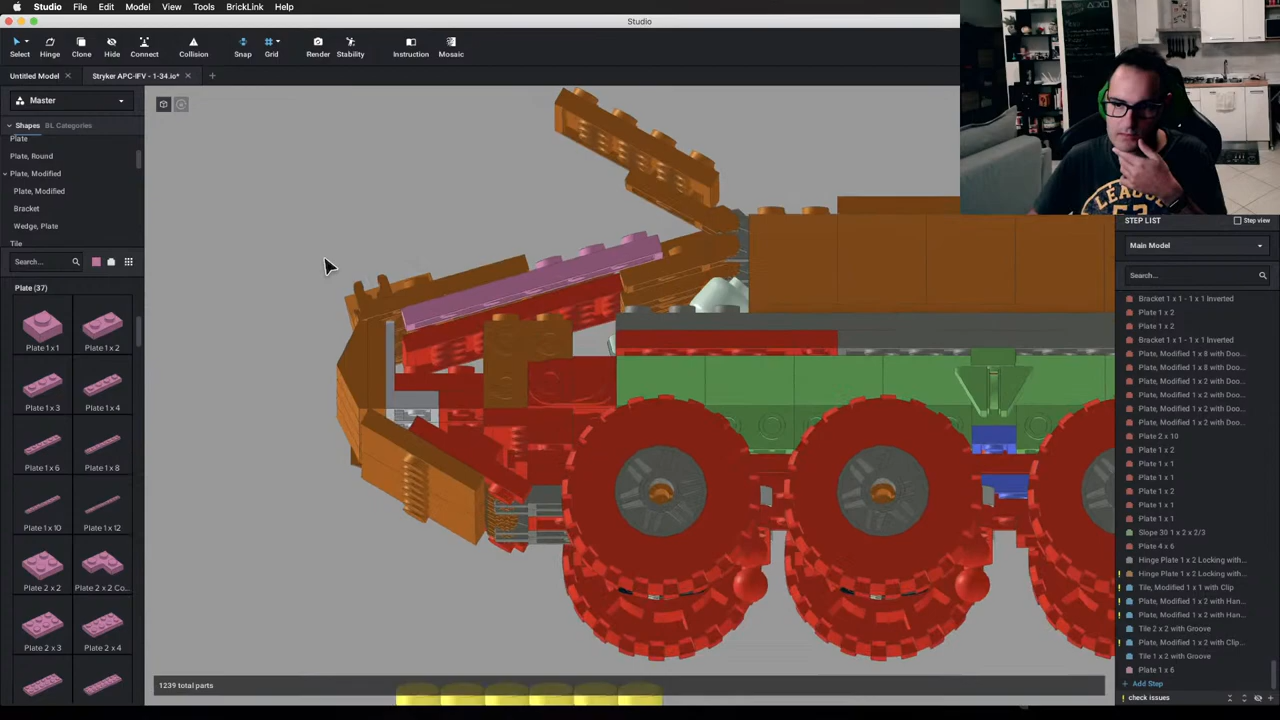 Studio File Edit Model View Tools BrickLink Help
Studio
Select Hinge Clone Hide Connect Collision Snap Grid Render Stability Instruction Mosaic
Untitled Model × Stryker APC-IFV - 1-34.io* × +
Master
Shapes BL Categories
Plate
Plate, Round
Plate, Modified
Plate, Modified
Bracket
Wedge, Plate
Tile
Search...
Plate (37)
Plate 1 x 1 Plate 1 x 2
Plate 1 x 3 Plate 1 x 4
Plate 1 x 6 Plate 1 x 8
Plate 1 x 10 Plate 1 x 12
Plate 2 x 2 Plate 2 x 2 Co...
Plate 2 x 3 Plate 2 x 4
1239 total parts
LEAGUE
STEP LIST Step view
Main Model
Search...
Bracket 1 x 1 - 1 x 1 Inverted
Plate 1 x 2
Plate 1 x 2
Bracket 1 x 1 - 1 x 1 Inverted
Plate, Modified 1 x 8 with Doo...
Plate, Modified 1 x 8 with Doo...
Plate, Modified 1 x 2 with Doo...
Plate, Modified 1 x 2 with Doo...
Plate, Modified 1 x 2 with Doo...
Plate, Modified 1 x 2 with Doo...
Plate 2 x 10
Plate 1 x 2
Plate 1 x 1
Plate 1 x 1
Plate 1 x 2
Plate 1 x 1
Plate 1 x 1
Slope 30 1 x 2 x 2/3
Plate 4 x 6
Hinge Plate 1 x 2 Locking with...
! Hinge Plate 1 x 2 Locking with...
! Tile, Modified 1 x 1 with Clip
! Plate, Modified 1 x 2 with Han...
! Plate, Modified 1 x 2 with Han...
Tile 2 x 2 with Groove
! Plate, Modified 1 x 2 with Clip...
Tile 1 x 2 with Groove
Plate 1 x 6
+ Add Step
! check issues